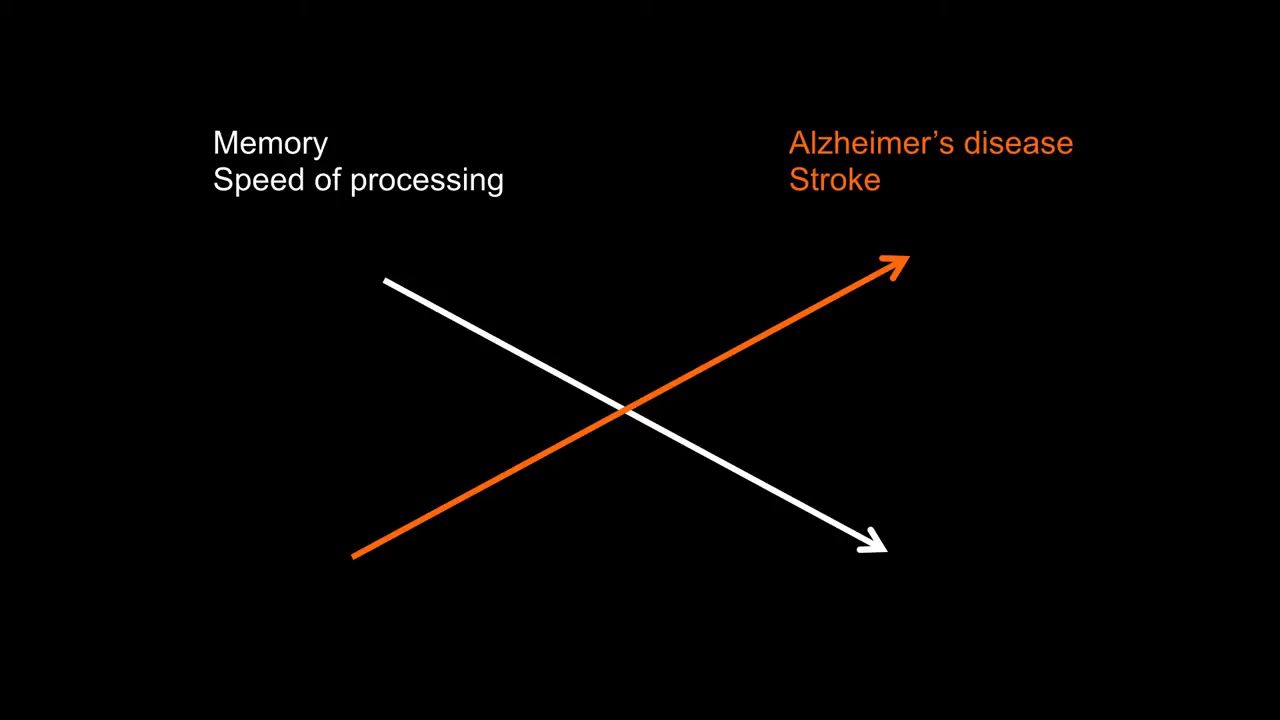 Memory
Speed of processing
Alzheimer’s disease
Stroke